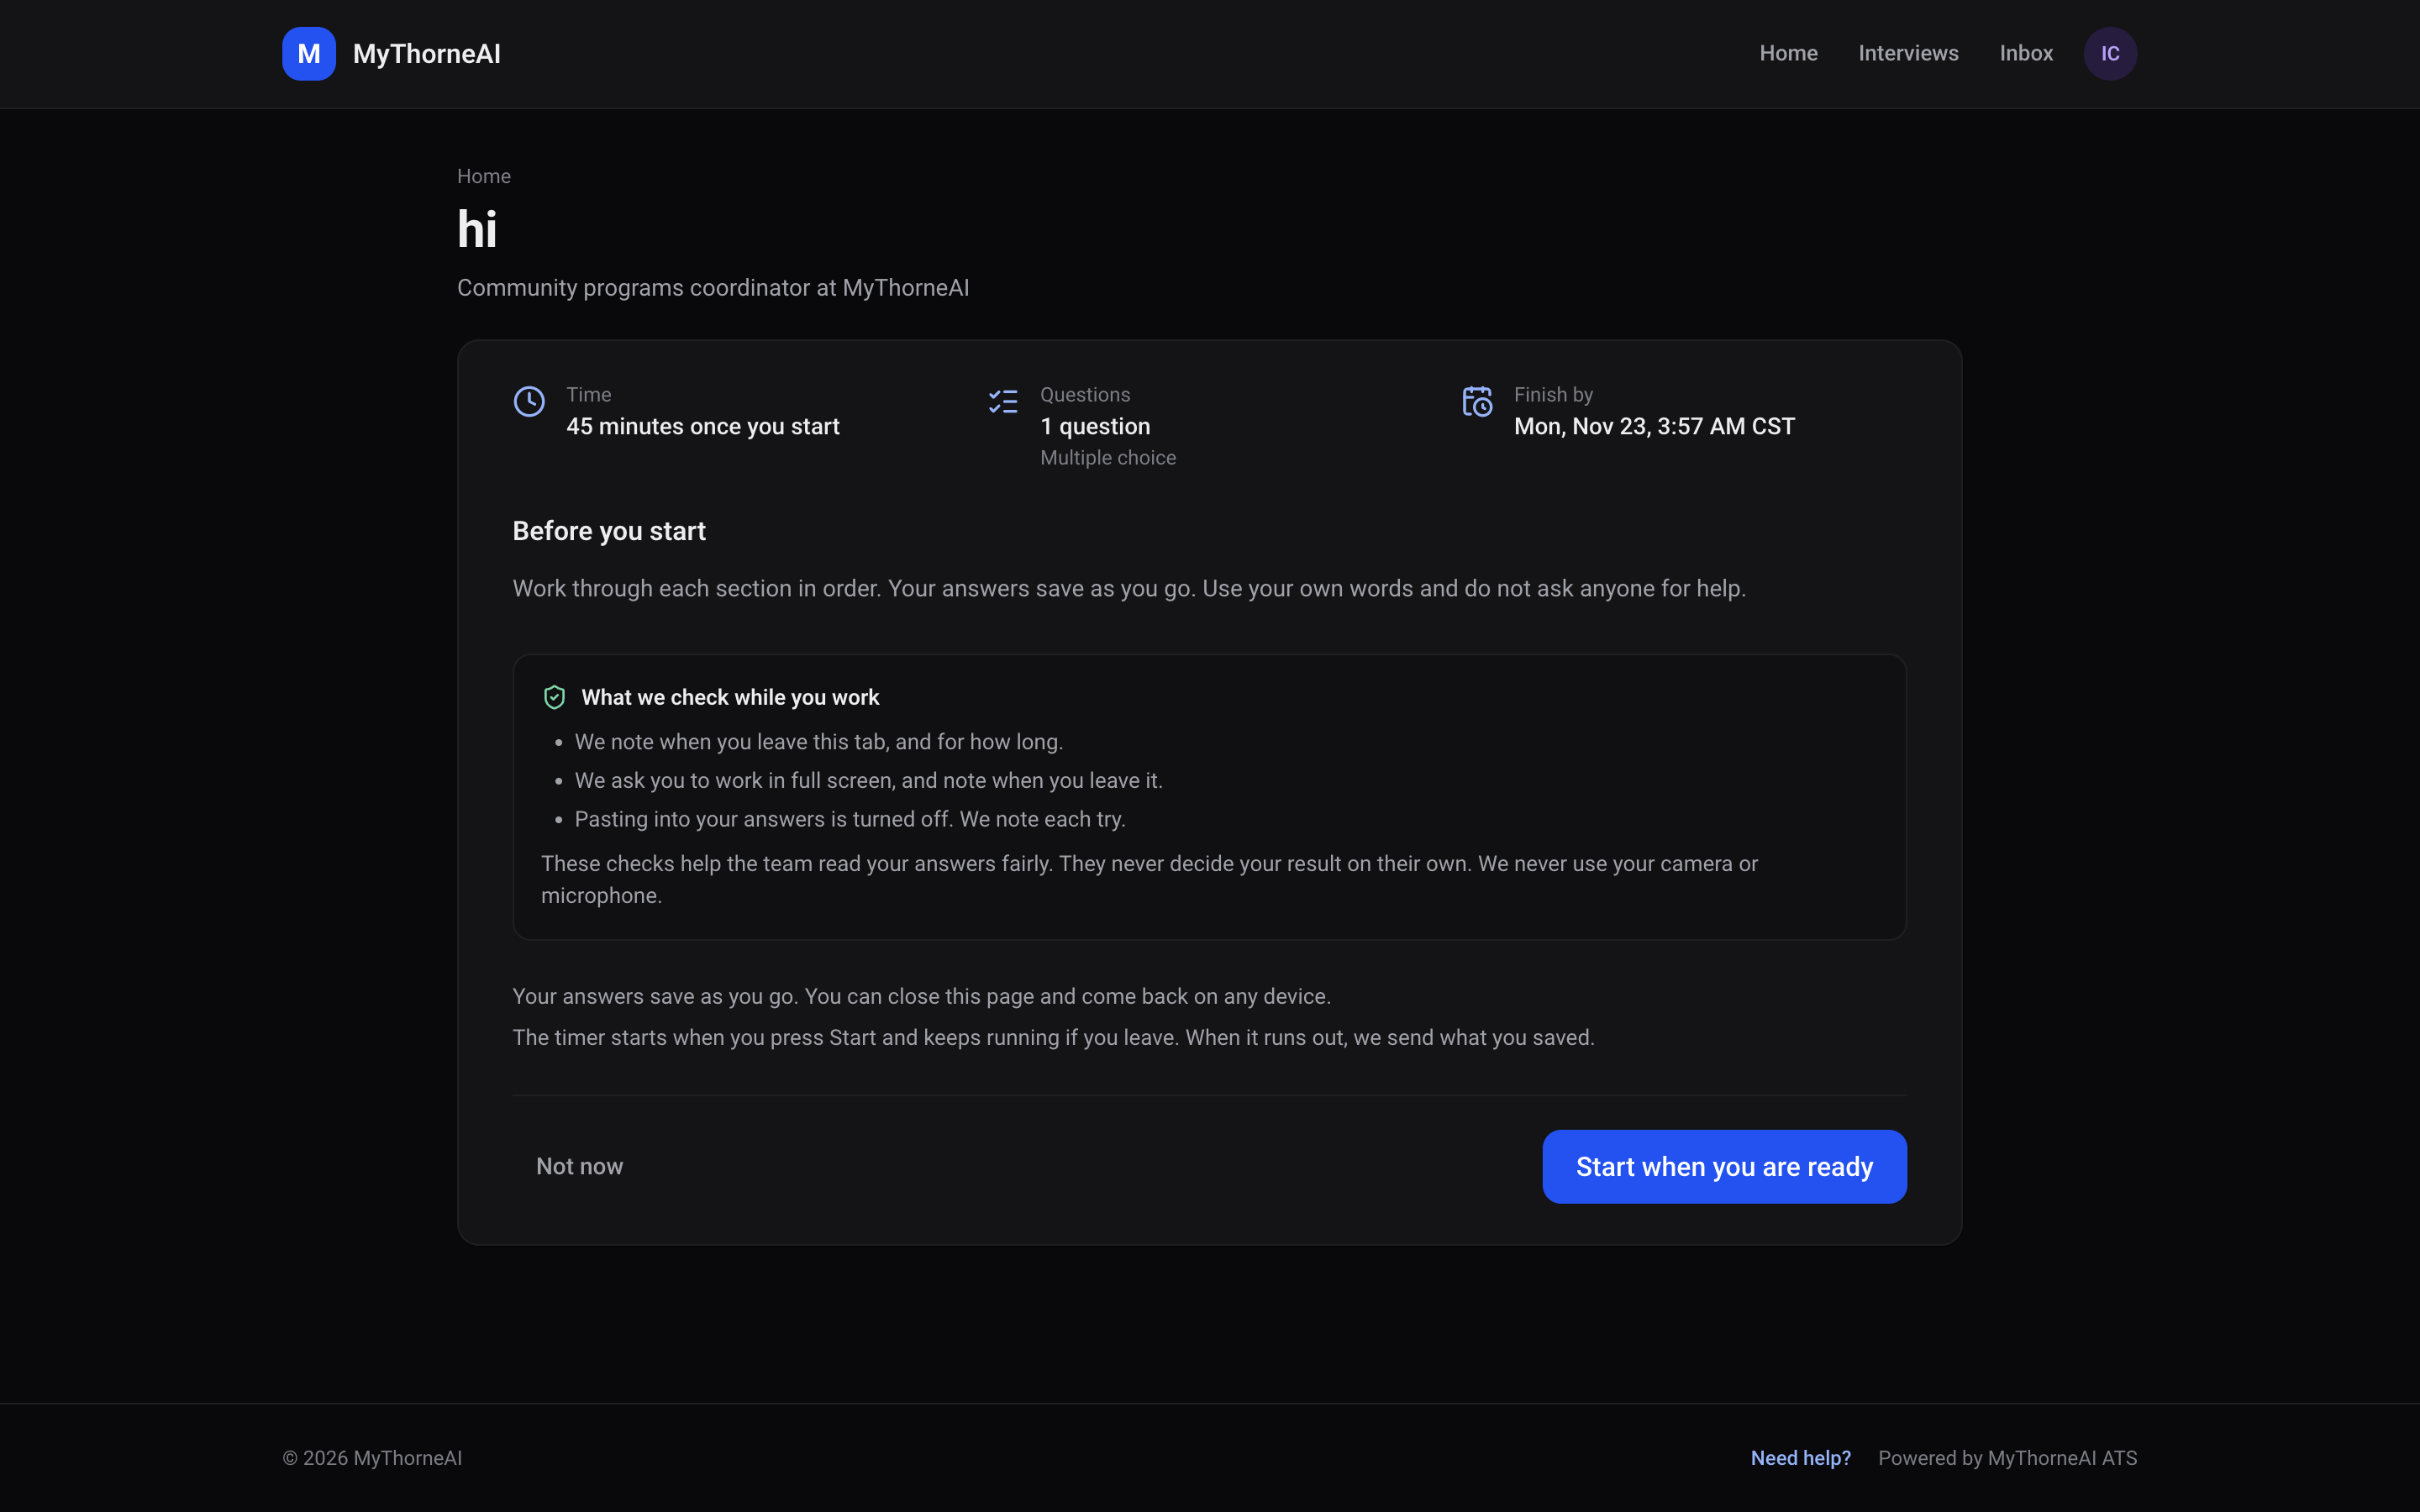 M MyThorneAI
Home Interviews Inbox IC
Home
hi
Community programs coordinator at MyThorneAI
Time
45 minutes once you start
Questions
1 question
Multiple choice
Finish by
Mon, Nov 23, 3:57 AM CST
Before you start
Work through each section in order. Your answers save as you go. Use your own words and do not ask anyone for help.
What we check while you work
• We note when you leave this tab, and for how long.
• We ask you to work in full screen, and note when you leave it.
• Pasting into your answers is turned off. We note each try.
These checks help the team read your answers fairly. They never decide your result on their own. We never use your camera or
microphone.
Your answers save as you go. You can close this page and come back on any device.
The timer starts when you press Start and keeps running if you leave. When it runs out, we send what you saved.
Not now
Start when you are ready
© 2026 MyThorneAI
Need help? Powered by MyThorneAI ATS